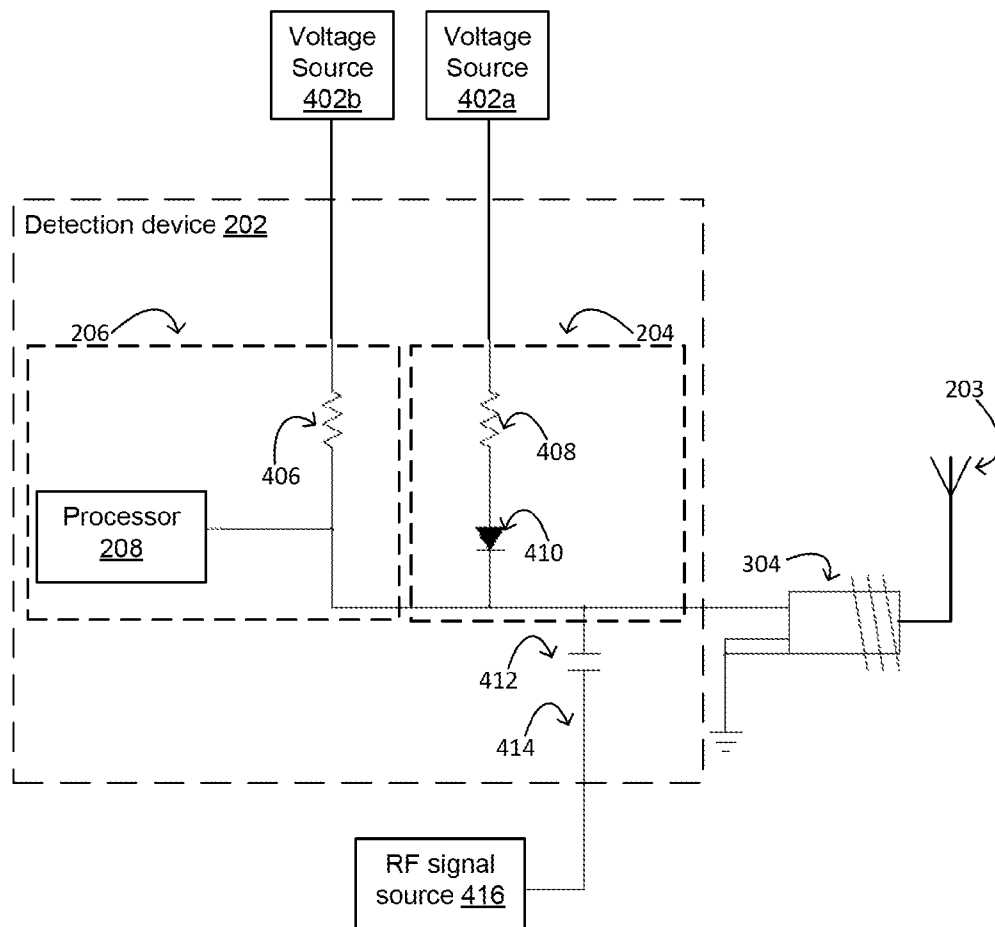 Voltage
Source
402b
Voltage
Source
402a
Detection device 202
206
204
203
406
408
Processor
208
410
304
412
414
RF signal
source 416